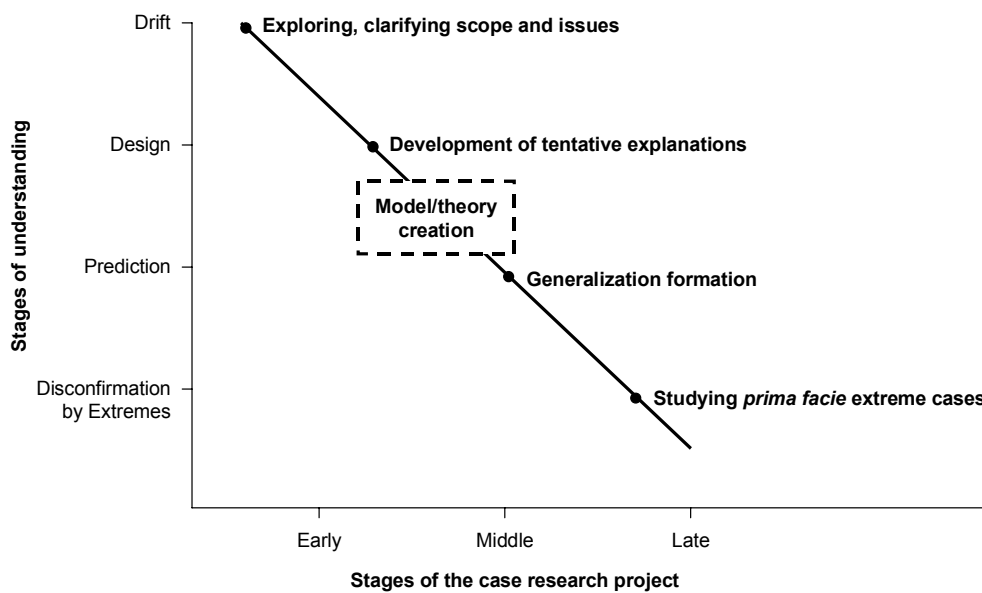 Drift
Exploring, clarifying scope and issues
Design
Development of tentative explanations
Model/theory
creation
Prediction
Generalization formation
Disconfirmation
by Extremes
Studying prima facie extreme cases
Stages of understanding
Early
Middle
Late
Stages of the case research project